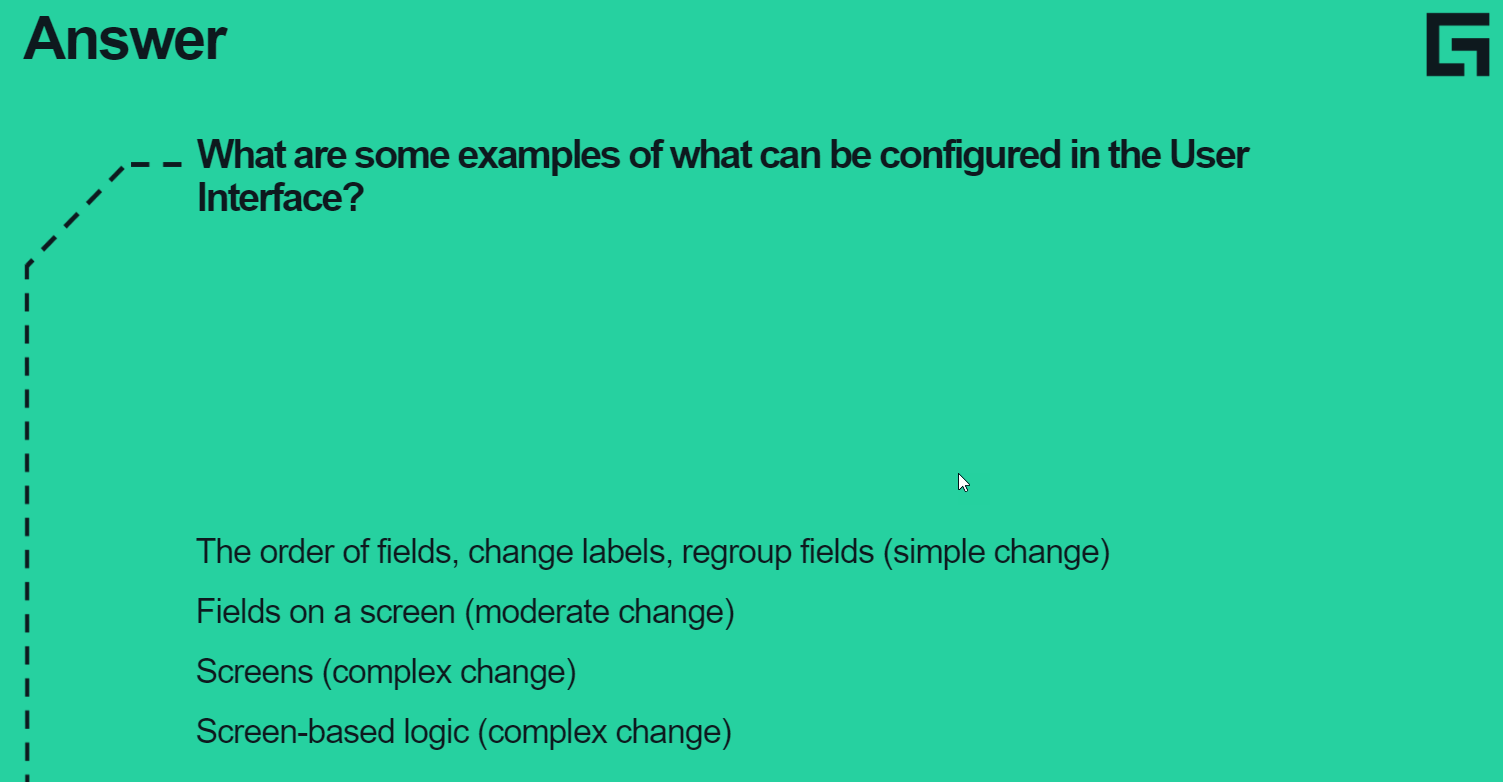 Answer
What are some examples of what can be configured in the User
Interface?
The order of fields, change labels, regroup fields (simple change)
Fields on a screen (moderate change)
Screens (complex change)
Screen-based logic (complex change)